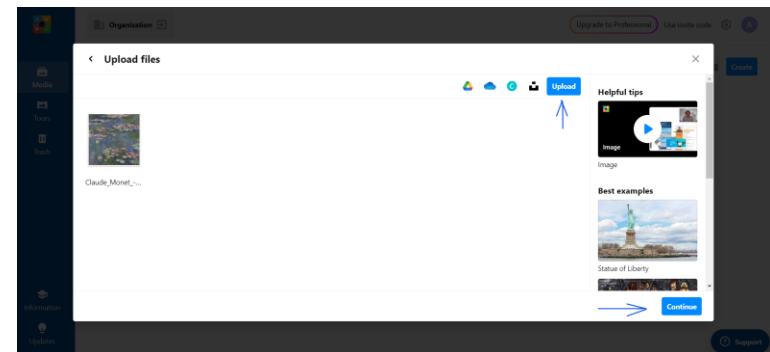 Organisation
Upgrade to Professional
Use invite code
A
Upload files
Create
Media
Upload
Helpful tips
Tours
Image
Trash
Image
Claude_Monet_-...
Best examples
Statue of Liberty
Information
Continue
Updates
Support